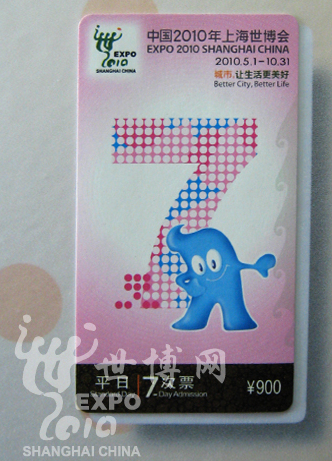 EXPO
2010
SHANGHAI CHINA
中国2010年上海世博会
EXPO 2010 SHANGHAI CHINA
2010.5.1-10.31
城市,让生活更美好
Better City, Better Life
7
世博网
平日 7次票
Standard Day 7-Day Admission
¥900
EXPO
2010
SHANGHAI CHINA